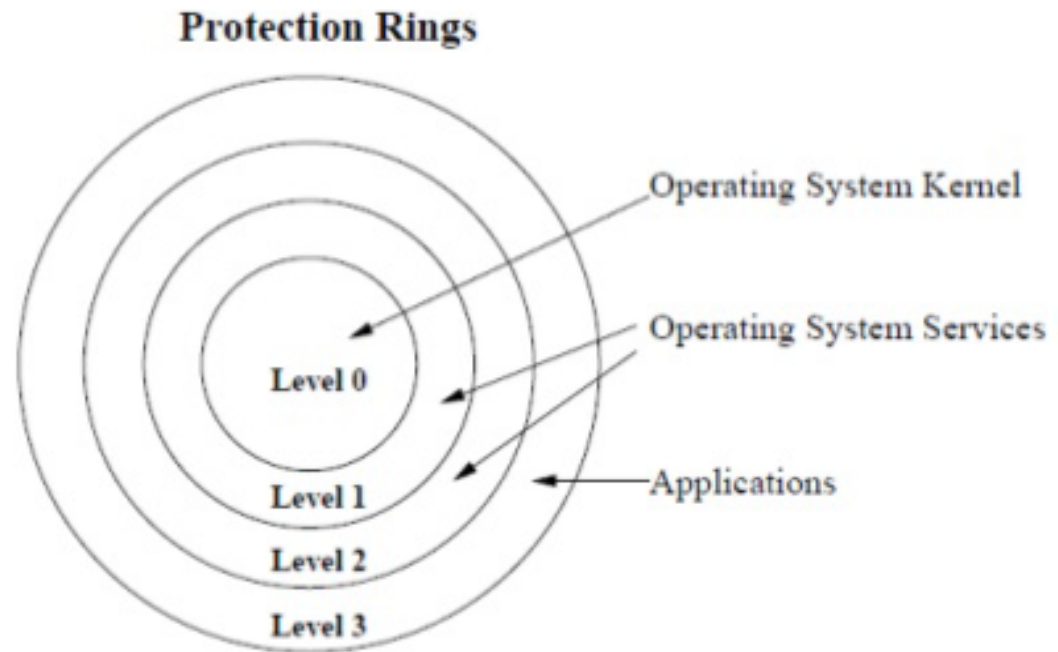 Protection Rings
Operating System Kernel
Operating System Services
Level 0
Applications
Level 1
Level 2
Level 3